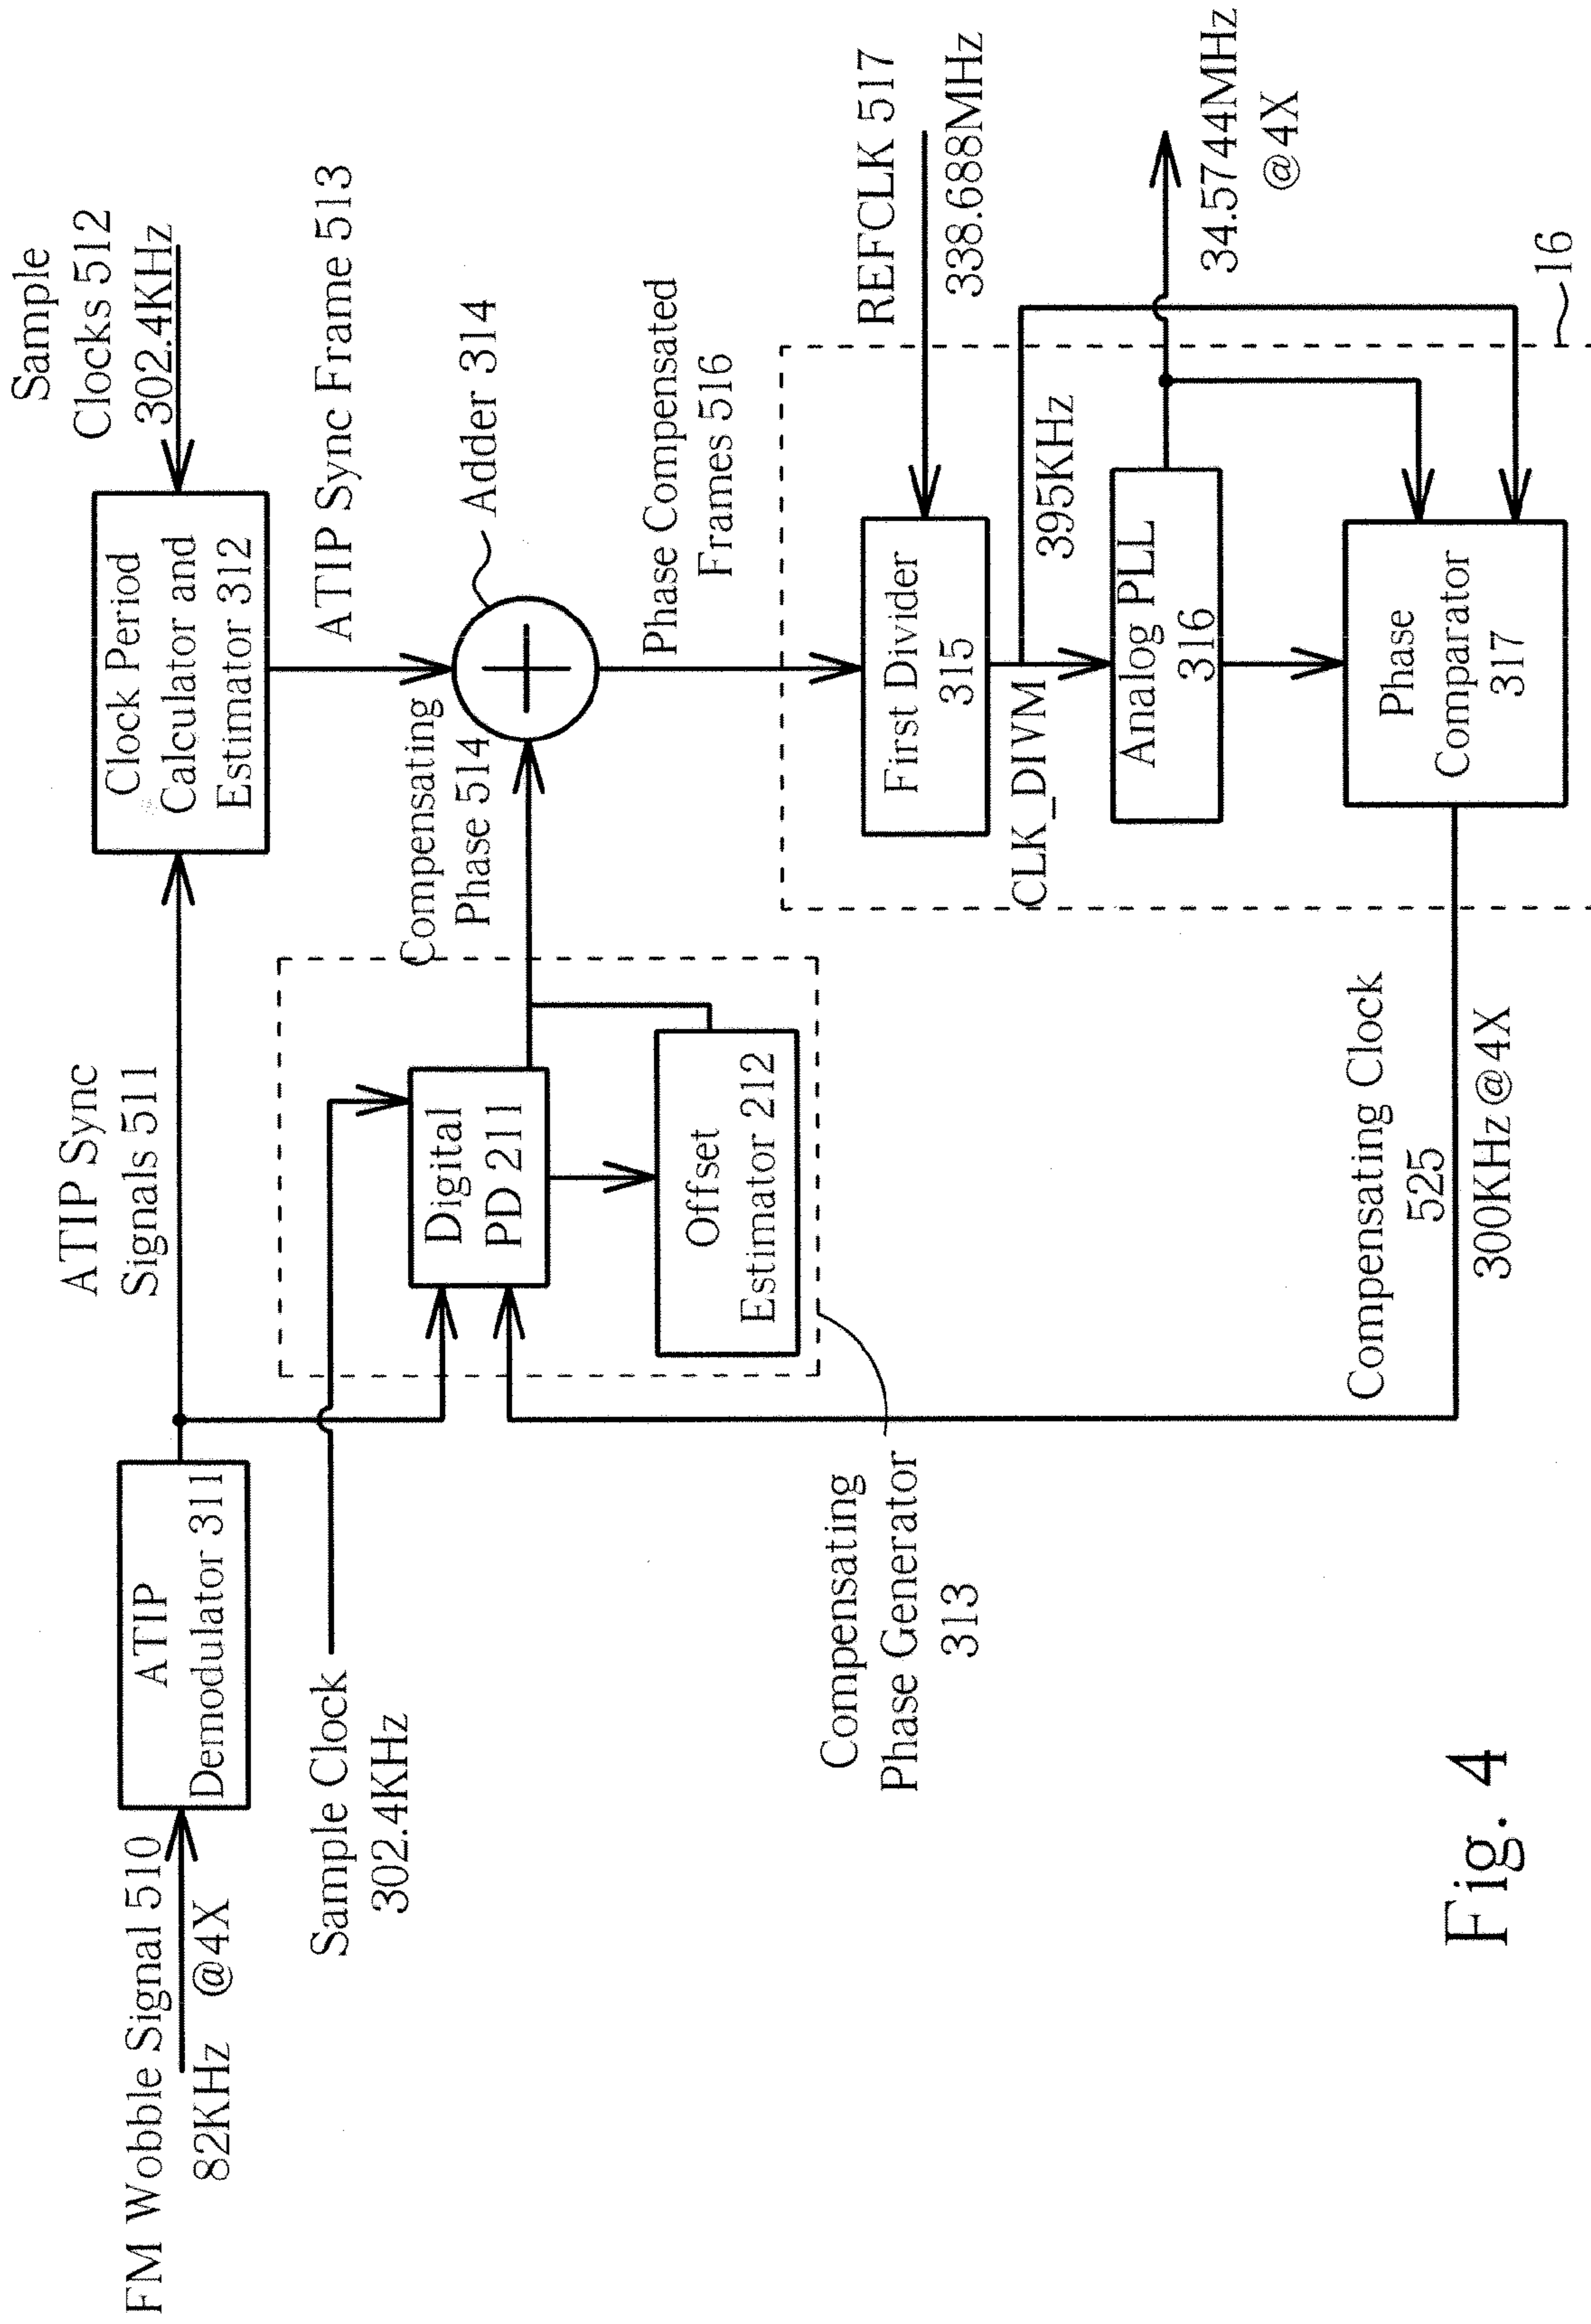 FM Wobble Signal 510
82KHz @4X
ATIP
Demodulator 311
ATIP Sync
Signals 511
Clock Period
Calculator and
Estimator 312
Sample
Clocks 512
302.4KHz
Sample Clock
302.4KHz
Digital
PD 211
Offset
Estimator 212
Compensating
Phase Generator
313
Compensating
Phase 514
ATIP Sync Frame 513
Adder 314
Phase Compensated
Frames 516
REFCLK 517
338.688MHz
First Divider
315
CLK_DIVM
395KHz
Analog PLL
316
34.5744MHz
@4X
Phase
Comparator
317
16
Compensating Clock
525
300KHz@4X
Fig. 4